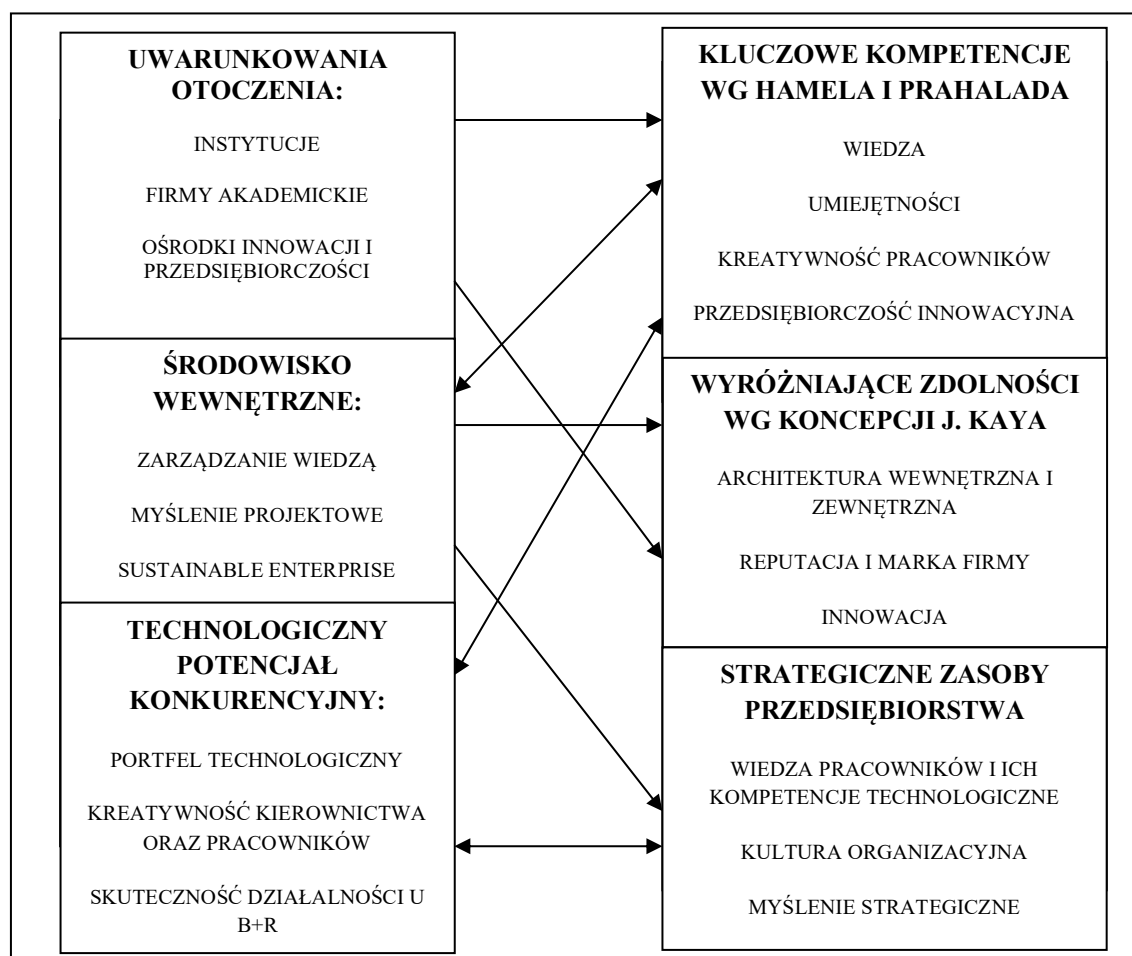 UWARUNKOWANIA
OTOCZENIA:
INSTYTUCJE
FIRMY AKADEMICKIE
OŚRODKI INNOWACJI I
PRZEDSIĘBIORCZOŚCI
ŚRODOWISKO
WEWNĘTRZNE:
ZARZĄDZANIE WIEDZĄ
MYŚLENIE PROJEKTOWE
SUSTAINABLE ENTERPRISE
TECHNOLOGICZNY
POTENCJAŁ
KONKURENCYJNY:
PORTFEL TECHNOLOGICZNY
KREATYWNOŚĆ KIEROWNICTWA
ORAZ PRACOWNIKÓW
SKUTECZNOŚĆ DZIAŁALNOŚCI U
B+R
KLUCZOWE KOMPETENCJE
WG HAMELA I PRAHALADA
WIEDZA
UMIEJĘTNOŚCI
KREATYWNOŚĆ PRACOWNIKÓW
PRZEDSIĘBIORCZOŚĆ INNOWACYJNA
WYRÓŻNIAJĄCE ZDOLNOŚCI
WG KONCEPCJI J. KAYA
ARCHITEKTURA WEWNĘTRZNA I
ZEWNĘTRZNA
REPUTACJA I MARKA FIRMY
INNOWACJA
STRATEGICZNE ZASOBY
PRZEDSIĘBIORSTWA
WIEDZA PRACOWNIKÓW I ICH
KOMPETENCJE TECHNOLOGICZNE
KULTURA ORGANIZACYJNA
MYŚLENIE STRATEGICZNE